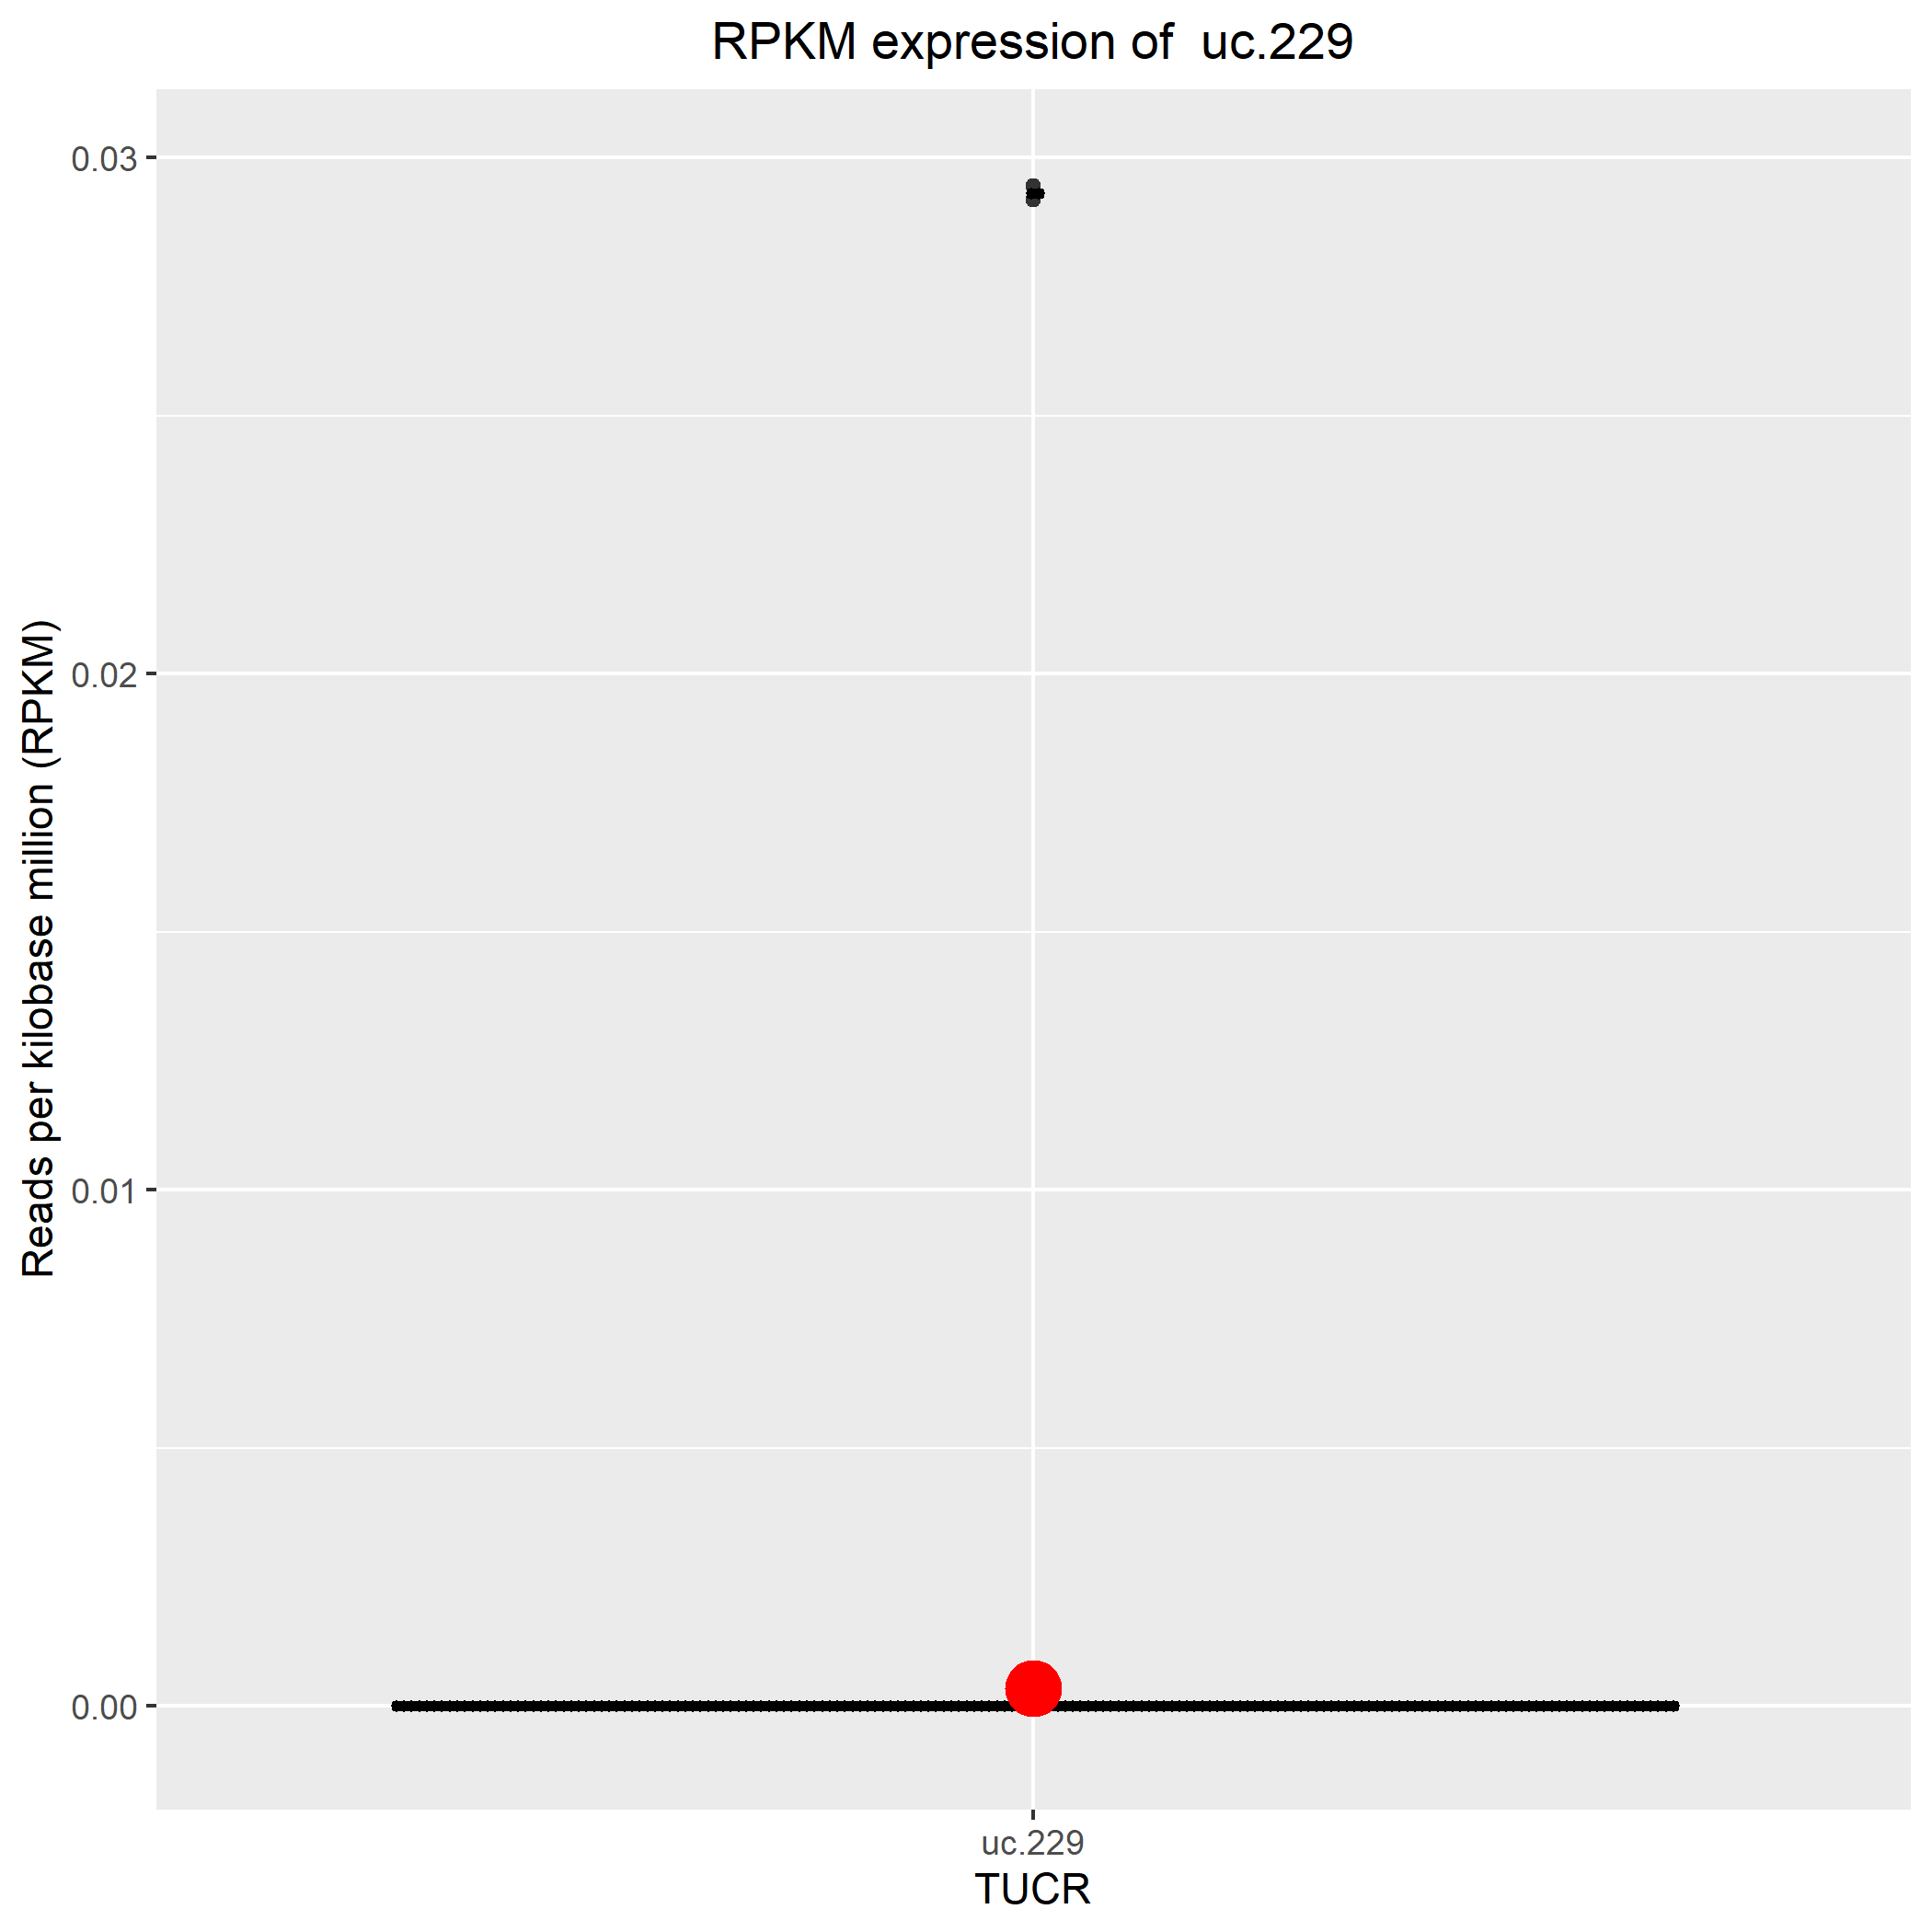 RPKM expression of  uc.229
Reads per kilobase million (RPKM)
0.03
0.02
0.01
0.00
uc.229
TUCR